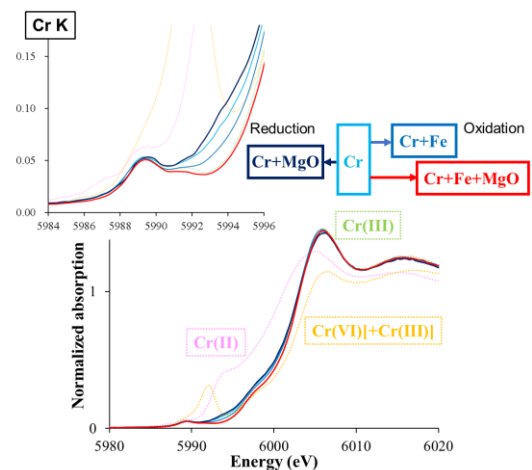 Cr K
0.15
0.10
0.05
0.00
5984 5986 5988 5990 5992 5994 5996
Reduction
Oxidation
Cr+Fe
Cr+MgO
Cr
Cr+Fe+MgO
Cr(III)
Cr(II)
Cr(VI)[+Cr(III)]
Normalized absorption
1
0
5980 5990 6000 6010 6020
Energy (eV)